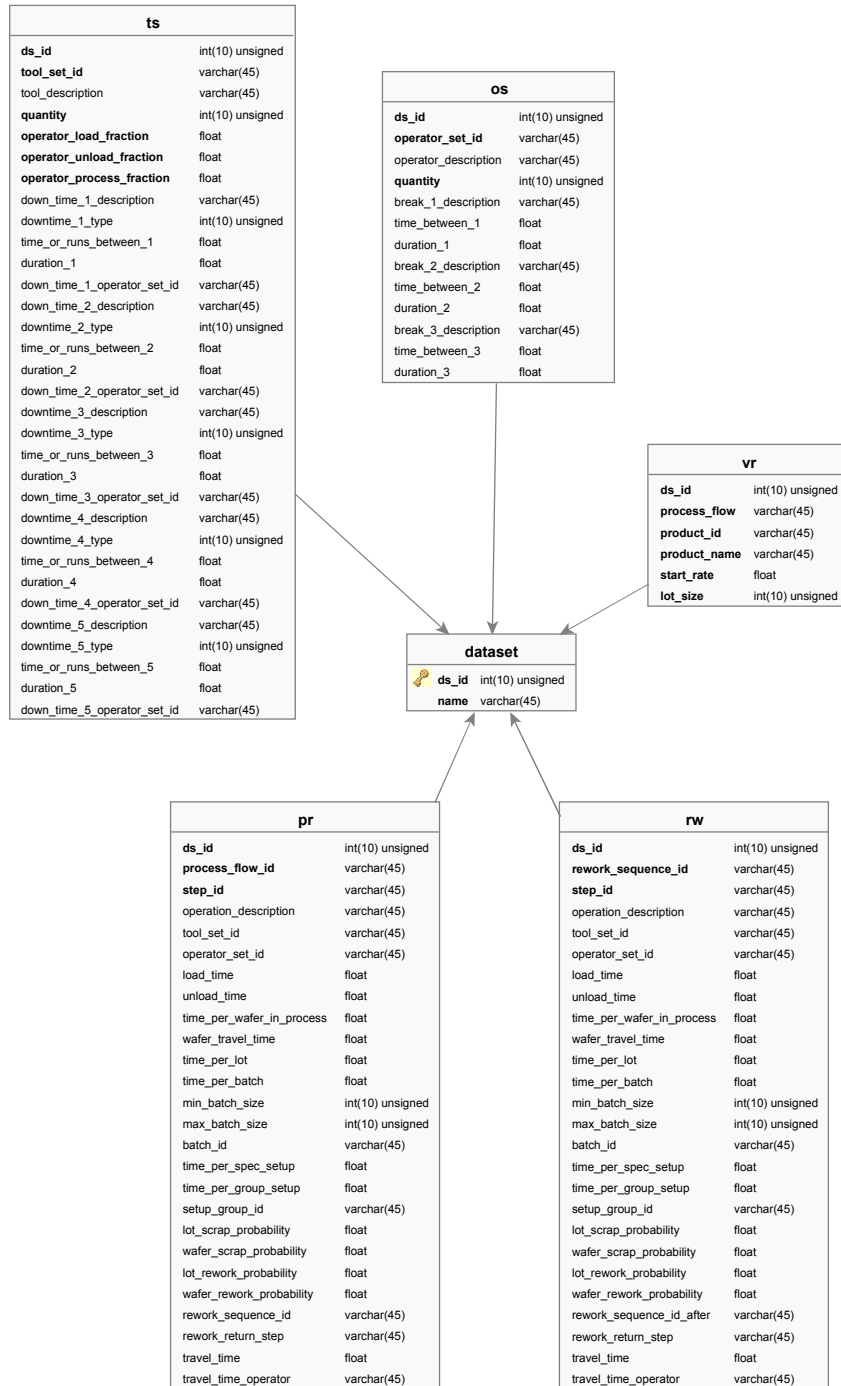 ts
ds_id int(10) unsigned
tool_set_id varchar(45)
tool_description varchar(45)
quantity int(10) unsigned
operator_load_fraction float
operator_unload_fraction float
operator_process_fraction float
down_time_1_description varchar(45)
downtime_1_type int(10) unsigned
time_or_runs_between_1 float
duration_1 float
down_time_1_operator_set_id varchar(45)
down_time_2_description varchar(45)
downtime_2_type int(10) unsigned
time_or_runs_between_2 float
duration_2 float
down_time_2_operator_set_id varchar(45)
downtime_3_description varchar(45)
downtime_3_type int(10) unsigned
time_or_runs_between_3 float
duration_3 float
down_time_3_operator_set_id varchar(45)
downtime_4_description varchar(45)
downtime_4_type int(10) unsigned
time_or_runs_between_4 float
duration_4 float
down_time_4_operator_set_id varchar(45)
downtime_5_description varchar(45)
downtime_5_type int(10) unsigned
time_or_runs_between_5 float
duration_5 float
down_time_5_operator_set_id varchar(45)
os
ds_id int(10) unsigned
operator_set_id varchar(45)
operator_description varchar(45)
quantity int(10) unsigned
break_1_description varchar(45)
time_between_1 float
duration_1 float
break_2_description varchar(45)
time_between_2 float
duration_2 float
break_3_description varchar(45)
time_between_3 float
duration_3 float
vr
ds_id int(10) unsigned
process_flow varchar(45)
product_id varchar(45)
product_name varchar(45)
start_rate float
lot_size int(10) unsigned
dataset
ds_id int(10) unsigned
name varchar(45)
pr
ds_id int(10) unsigned
process_flow_id varchar(45)
step_id varchar(45)
operation_description varchar(45)
tool_set_id varchar(45)
operator_set_id varchar(45)
load_time float
unload_time float
time_per_wafer_in_process float
wafer_travel_time float
time_per_lot float
time_per_batch float
min_batch_size int(10) unsigned
max_batch_size int(10) unsigned
batch_id varchar(45)
time_per_spec_setup float
time_per_group_setup float
setup_group_id varchar(45)
lot_scrap_probability float
wafer_scrap_probability float
lot_rework_probability float
wafer_rework_probability float
rework_sequence_id varchar(45)
rework_return_step varchar(45)
travel_time float
travel_time_operator varchar(45)
rw
ds_id int(10) unsigned
rework_sequence_id varchar(45)
step_id varchar(45)
operation_description varchar(45)
tool_set_id varchar(45)
operator_set_id varchar(45)
load_time float
unload_time float
time_per_wafer_in_process float
wafer_travel_time float
time_per_lot float
time_per_batch float
min_batch_size int(10) unsigned
max_batch_size int(10) unsigned
batch_id varchar(45)
time_per_spec_setup float
time_per_group_setup float
setup_group_id varchar(45)
lot_scrap_probability float
wafer_scrap_probability float
lot_rework_probability float
wafer_rework_probability float
rework_sequence_id_after varchar(45)
rework_return_step varchar(45)
travel_time float
travel_time_operator varchar(45)